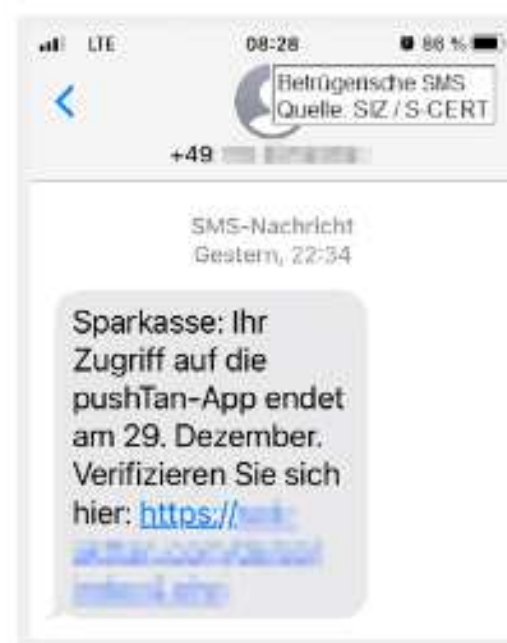 LTE 08:28 86 %
Betrügerische SMS
Quelle: SIZ / S-CERT
+49
SMS-Nachricht
Gestern, 22:34
Sparkasse: Ihr
Zugriff auf die
pushTan-App endet
am 29. Dezember.
Verifizieren Sie sich
hier: https://